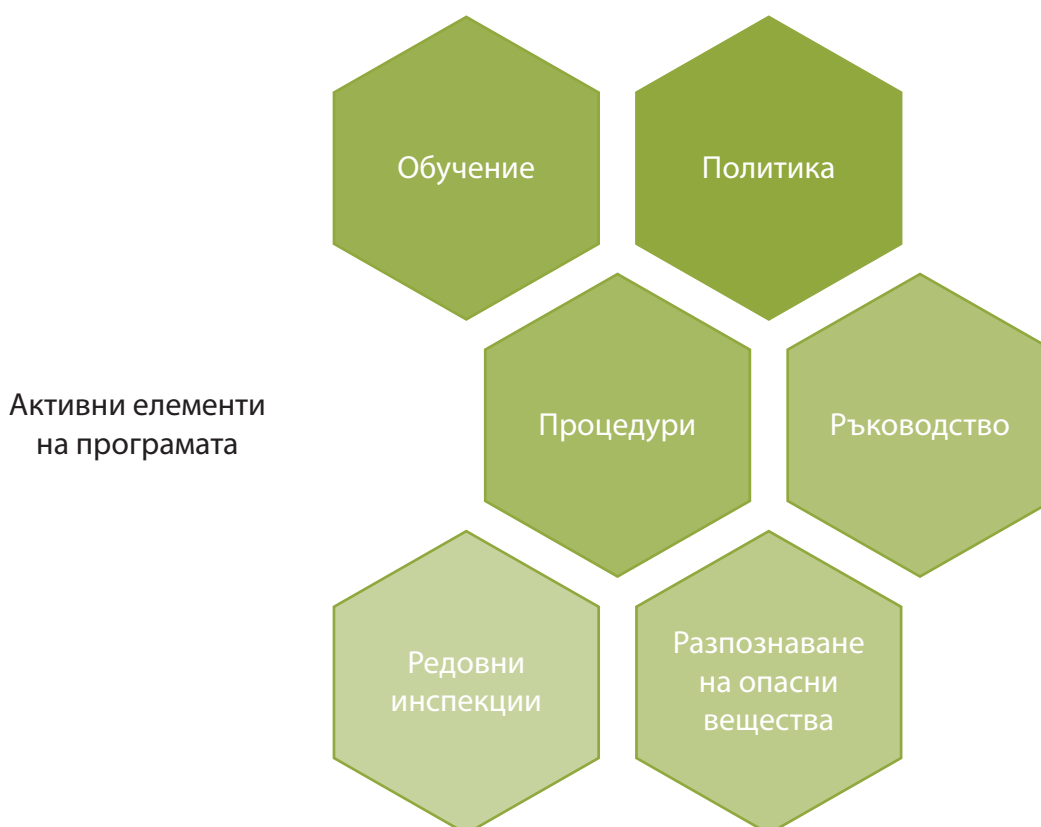 Обучение
Политика
Активни елементи
на програмата
Процедури
Ръководство
Редовни
инспекции
Разпознаване
на опасни
вещества